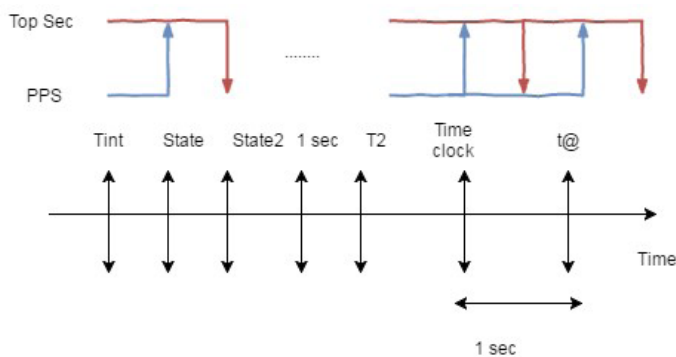 Top Sec
PPS
........
Tint State State2 1 sec T2 Time clock t@
Time
1 sec